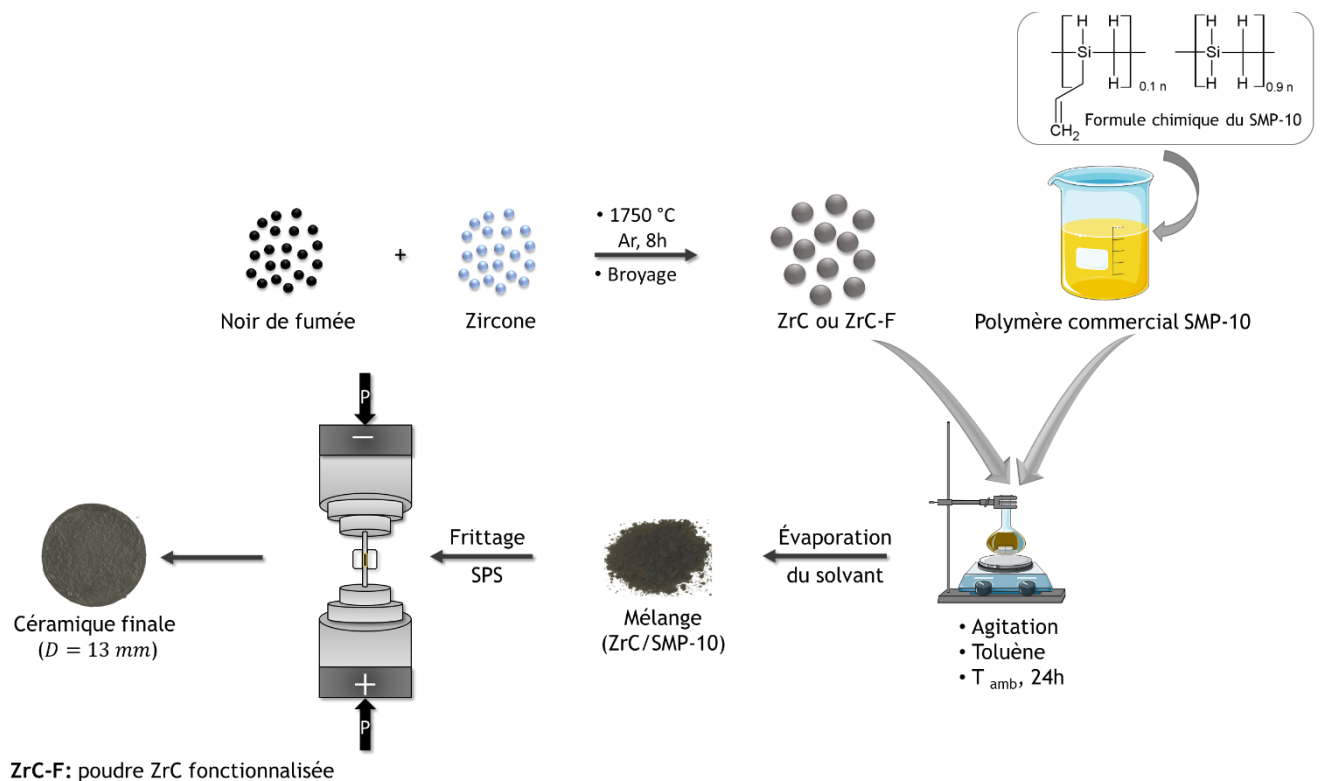 H H
Si
H
0.1 n
CH2
H H
Si
H H
0.9 n
Formule chimique du SMP-10
• 1750 °C
Ar, 8h
• Broyage
+
Noir de fumée
Zircone
ZrC ou ZrC-F
Polymère commercial SMP-10
P
−
Frittage
SPS
Évaporation
du solvant
Céramique finale
(D = 13 mm)
Mélange
(ZrC/SMP-10)
• Agitation
• Toluène
• T amb, 24h
+
P
ZrC-F: poudre ZrC fonctionnalisée